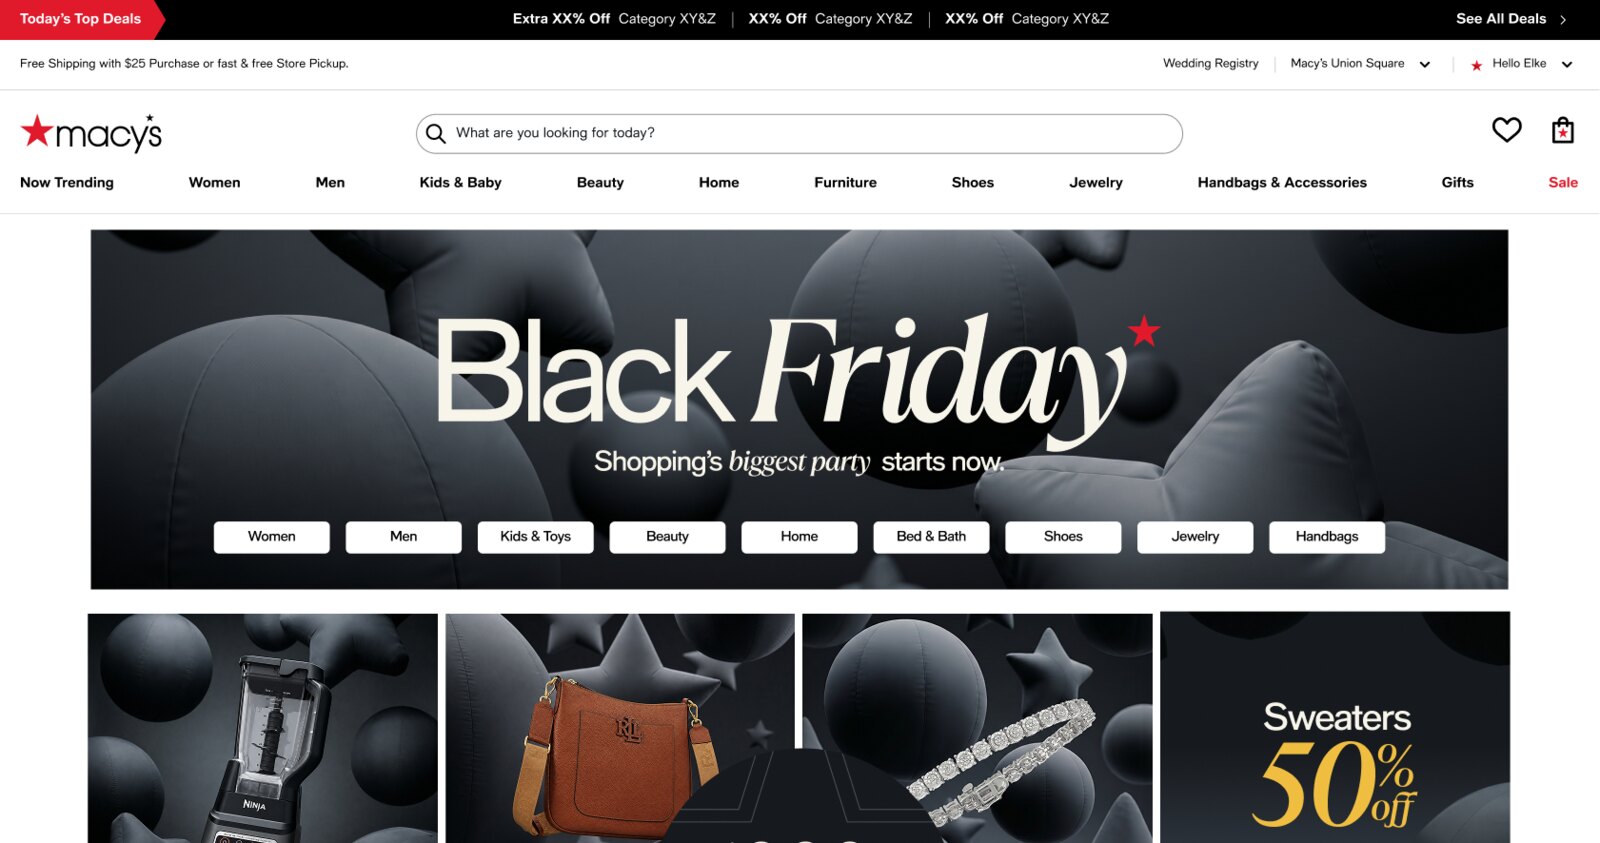 Today's Top Deals
Extra XX% Off Category XY&Z
XX% Off Category XY&Z
XX% Off Category XY&Z
See All Deals
Free Shipping with $25 Purchase or fast & free Store Pickup.
Wedding Registry
Macy's Union Square
Hello Elke
macy's
What are you looking for today?
Now Trending
Women
Men
Kids & Baby
Beauty
Home
Furniture
Shoes
Jewelry
Handbags & Accessories
Gifts
Sale
Black Friday
Shopping's biggest party starts now.
Women
Men
Kids & Toys
Beauty
Home
Bed & Bath
Shoes
Jewelry
Handbags
NINJA
RLL
Sweaters
50% off